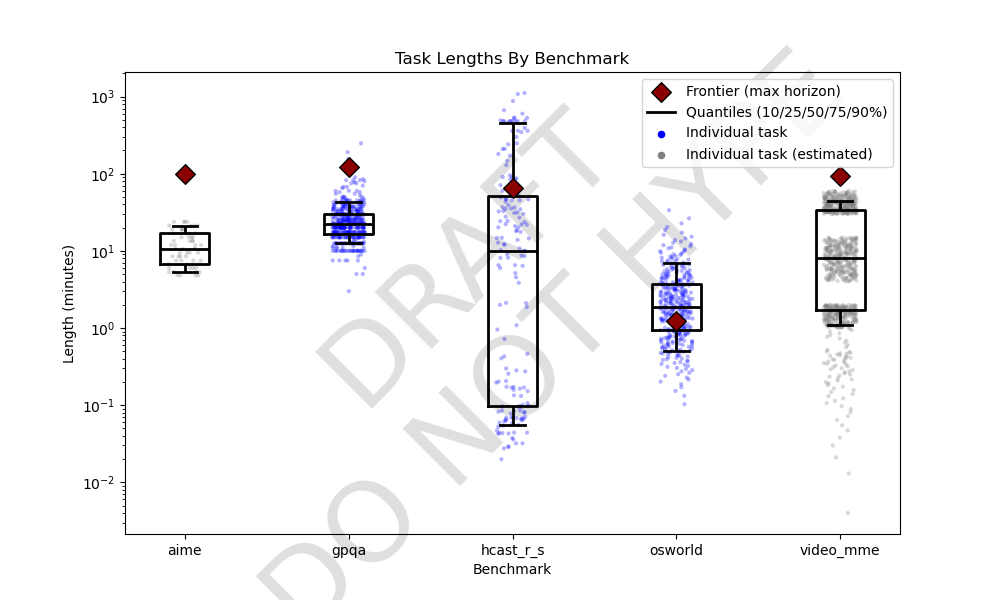 Task Lengths By Benchmark
Frontier (max horizon)
Quantiles (10/25/50/75/90%)
Individual task
Individual task (estimated)
Length (minutes)
10³
10²
10¹
10⁰
10⁻¹
10⁻²
aime
gpqa
hcast_r_s
osworld
video_mme
Benchmark
DRAFT
DO NOT HYPE